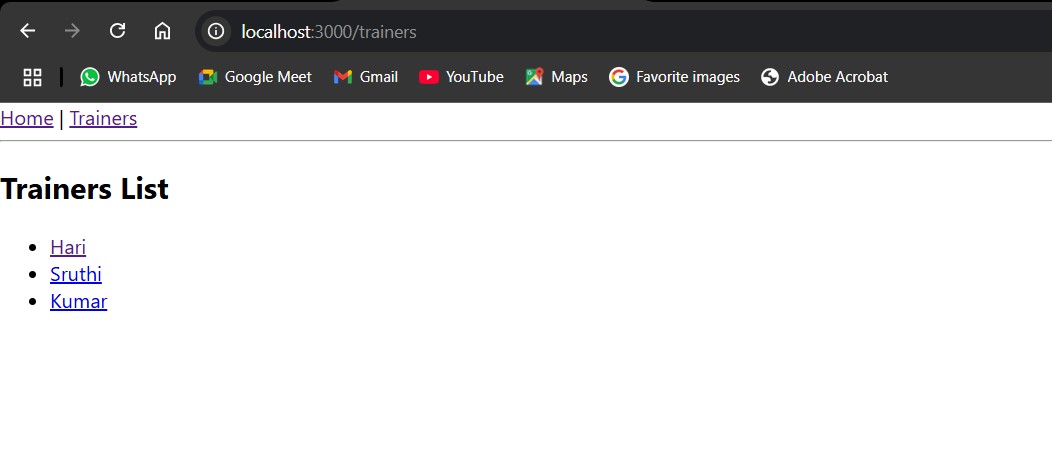 localhost:3000/trainers
WhatsApp Google Meet Gmail YouTube Maps Favorite images Adobe Acrobat
Home | Trainers
Trainers List
Hari
Sruthi
Kumar